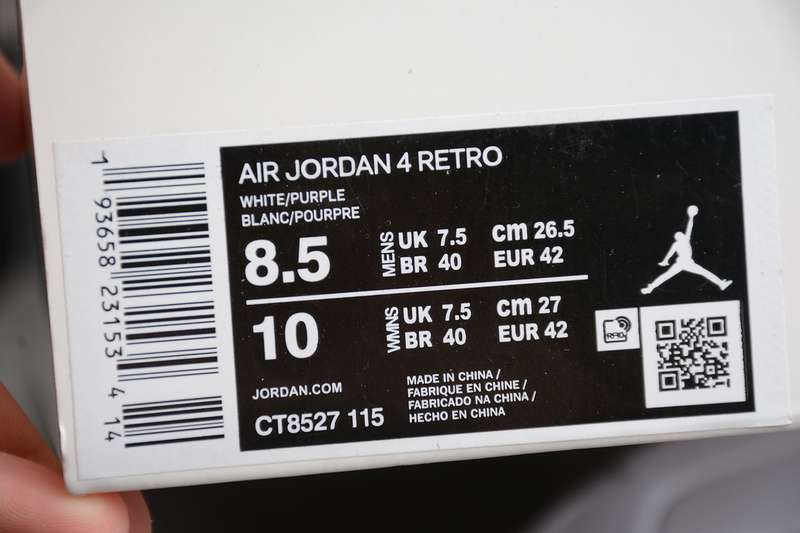 AIR JORDAN 4 RETRO
WHITE/PURPLE
BLANC/POURPRE
8.5
MENS
UK 7.5 cm 26.5
BR 40 EUR 42
10
WMNS
UK 7.5 cm 27
BR 40 EUR 42
JORDAN.COM
MADE IN CHINA /
FABRIQUE EN CHINE /
FABRICADO NA CHINA /
HECHO EN CHINA
CT8527 115
1 93658 23153 4 14